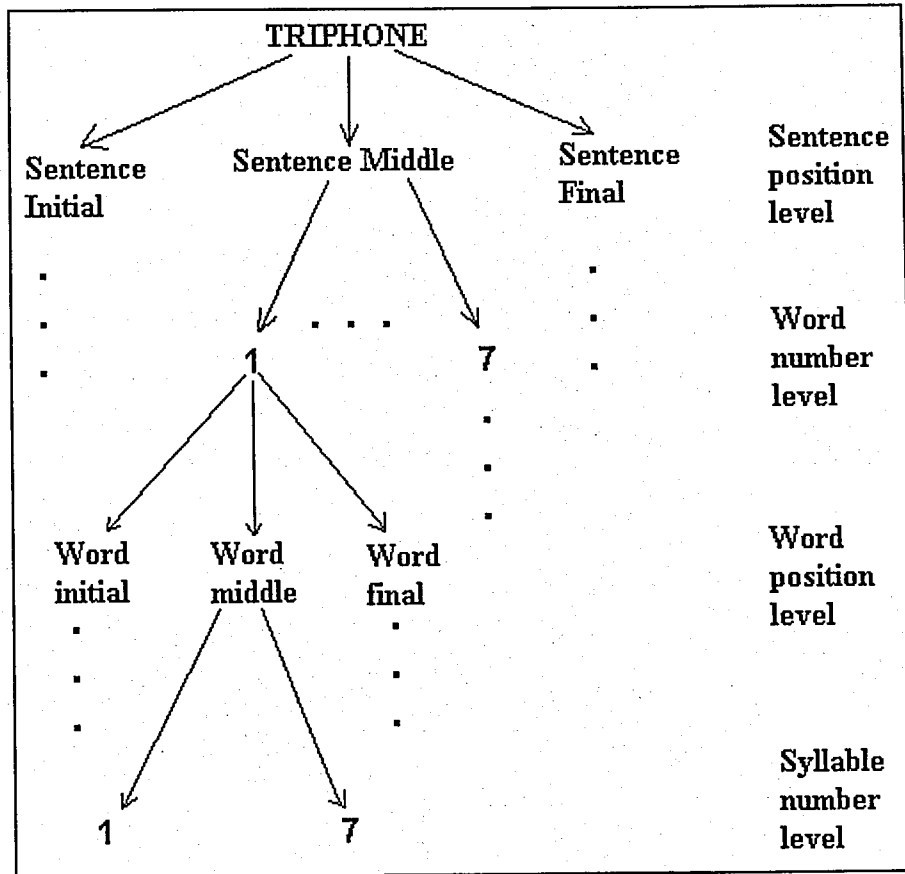 TRIPHONE
Sentence
Initial
Sentence Middle
Sentence
Final
Sentence
position
level
1
. . .
7
Word
number
level
Word
initial
Word
middle
Word
final
Word
position
level
1
7
Syllable
number
level